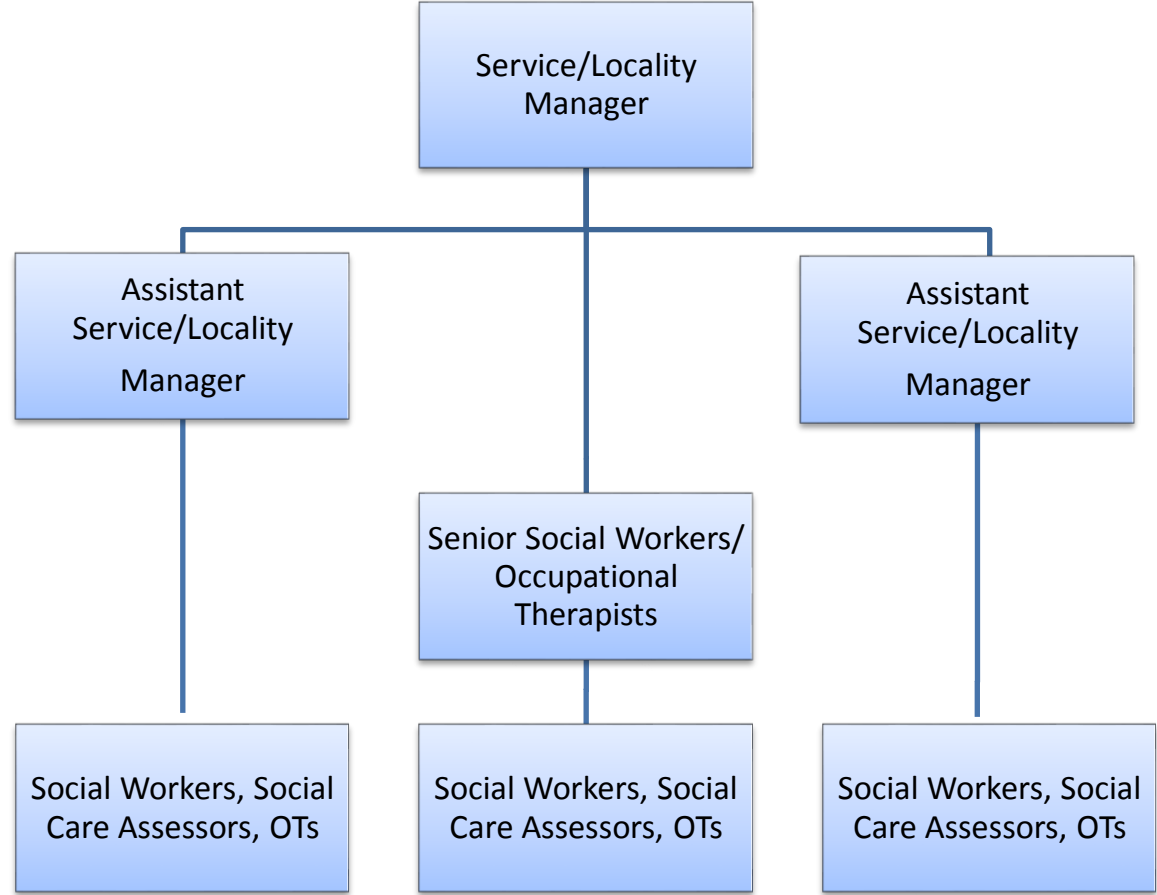 Service/Locality
Manager
Assistant
Service/Locality
Manager
Assistant
Service/Locality
Manager
Senior Social Workers/
Occupational
Therapists
Social Workers, Social
Care Assessors, OTs
Social Workers, Social
Care Assessors, OTs
Social Workers, Social
Care Assessors, OTs